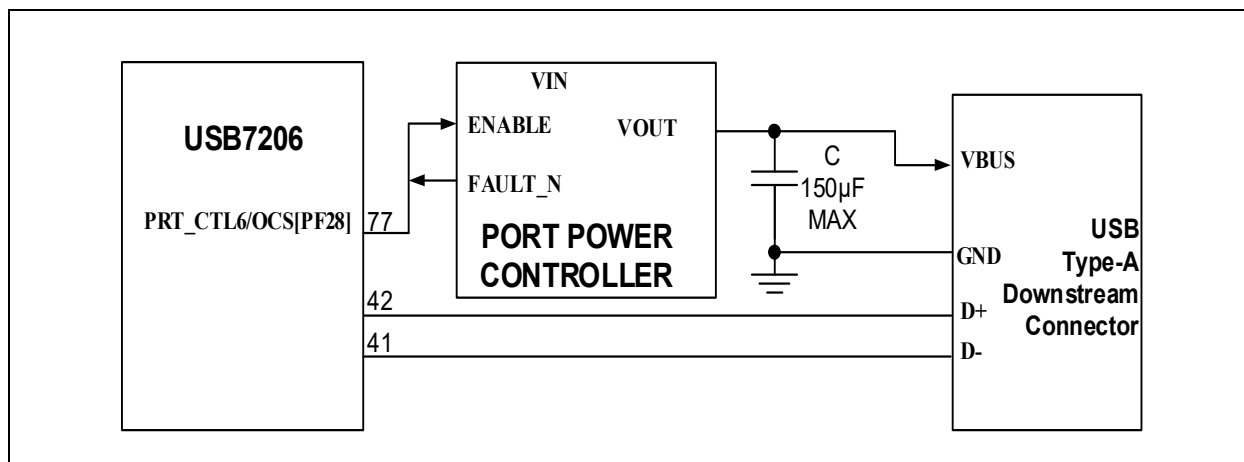 USB7206
PRT_CTL6/OCS[PF28]
77
42
41
VIN
ENABLE
VOUT
FAULT_N
PORT POWER
CONTROLLER
C
150µF
MAX
VBUS
GND
D+
D-
USB
Type-A
Downstream
Connector